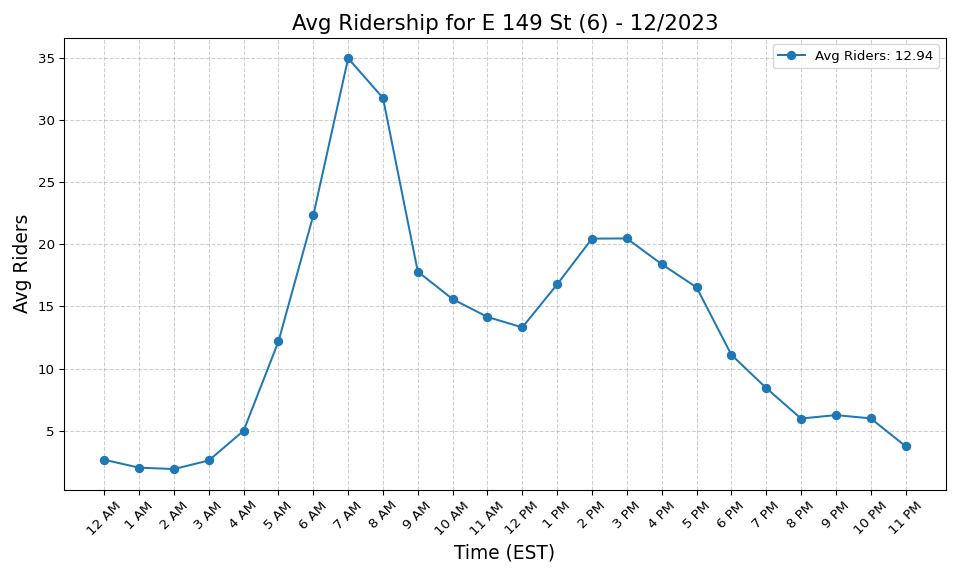 Avg Ridership for E 149 St (6) - 12/2023
Avg Riders: 12.94
Avg Riders
35
30
25
20
15
10
5
12 AM 1 AM 2 AM 3 AM 4 AM 5 AM 6 AM 7 AM 8 AM 9 AM 10 AM 11 AM 12 PM 1 PM 2 PM 3 PM 4 PM 5 PM 6 PM 7 PM 8 PM 9 PM 10 PM 11 PM
Time (EST)